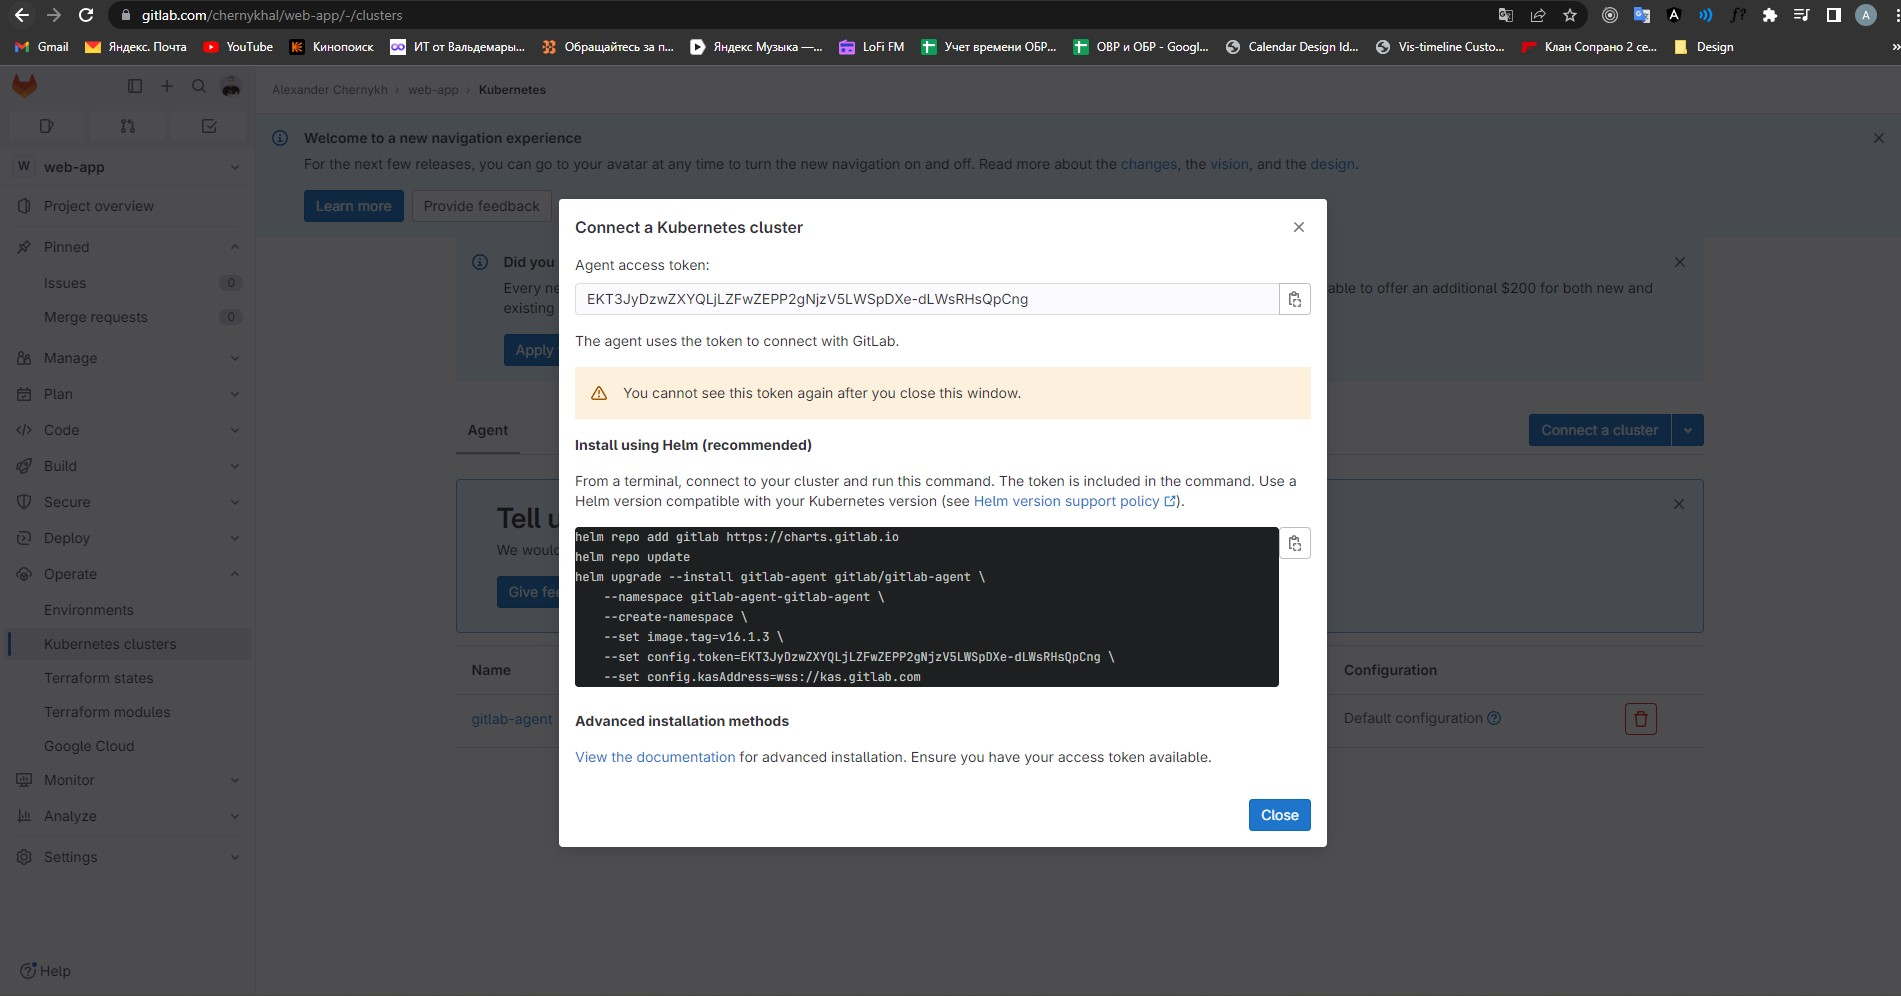 gitlab.com/chernykhal/web-app/-/clusters
Gmail
Яндекс. Почта
YouTube
Кинопоиск
ИТ от Вальдемары...
Обращайтесь за п...
Яндекс Музыка —...
LoFi FM
Учет времени ОБР...
ОВР и ОБР - Googl...
Calendar Design Id...
Vis-timeline Custo...
Клан Сопрано 2 се...
Design
Alexander Chernykh > web-app > Kubernetes
Welcome to a new navigation experience
For the next few releases, you can go to your avatar at any time to turn the new navigation on and off. Read more about the changes, the vision, and the design.
Learn more
Provide feedback
W web-app
Project overview
Pinned
Issues 0
Merge requests 0
Manage
Plan
Code
Build
Secure
Deploy
Operate
Environments
Kubernetes clusters
Terraform states
Terraform modules
Google Cloud
Monitor
Analyze
Settings
Help
Did you
Every ne
able to offer an additional $200 for both new and
existing
Apply
Agent
Connect a cluster
Tell u
We would
Give fee
Name
Configuration
gitlab-agent
Default configuration
Connect a Kubernetes cluster
Agent access token:
EKT3JyDzwZXYQLjLZFwZEPP2gNjzV5LWSpDXe-dLWsRHsQpCng
The agent uses the token to connect with GitLab.
You cannot see this token again after you close this window.
Install using Helm (recommended)
From a terminal, connect to your cluster and run this command. The token is included in the command. Use a
Helm version compatible with your Kubernetes version (see Helm version support policy).
helm repo add gitlab https://charts.gitlab.io
helm repo update
helm upgrade --install gitlab-agent gitlab/gitlab-agent \
--namespace gitlab-agent-gitlab-agent \
--create-namespace \
--set image.tag=v16.1.3 \
--set config.token=EKT3JyDzwZXYQLjLZFwZEPP2gNjzV5LWSpDXe-dLWsRHsQpCng \
--set config.kasAddress=wss://kas.gitlab.com
Advanced installation methods
View the documentation for advanced installation. Ensure you have your access token available.
Close